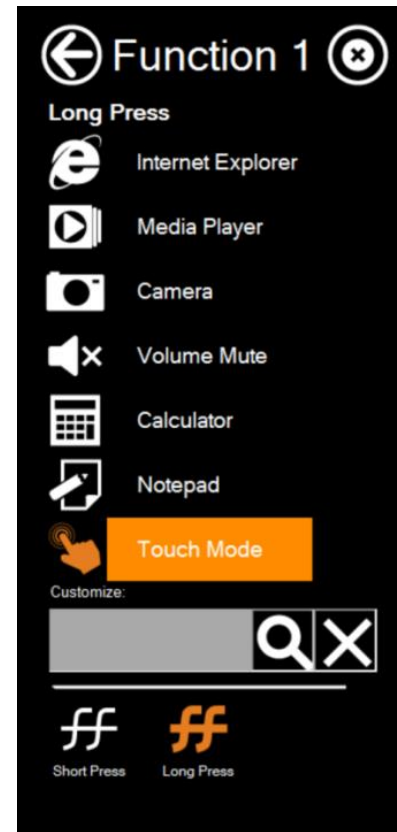 Function 1
Long Press
Internet Explorer
Media Player
Camera
Volume Mute
Calculator
Notepad
Touch Mode
Customize:
Short Press Long Press